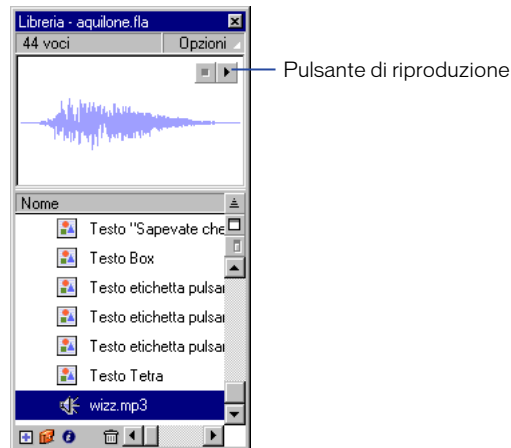 Libreria - aquilone.fla
44 voci
Opzioni
Pulsante di riproduzione
Nome
Testo "Sapevate che
Testo Box
Testo etichetta pulsar
Testo etichetta pulsar
Testo etichetta pulsar
Testo Tetra
wizz.mp3